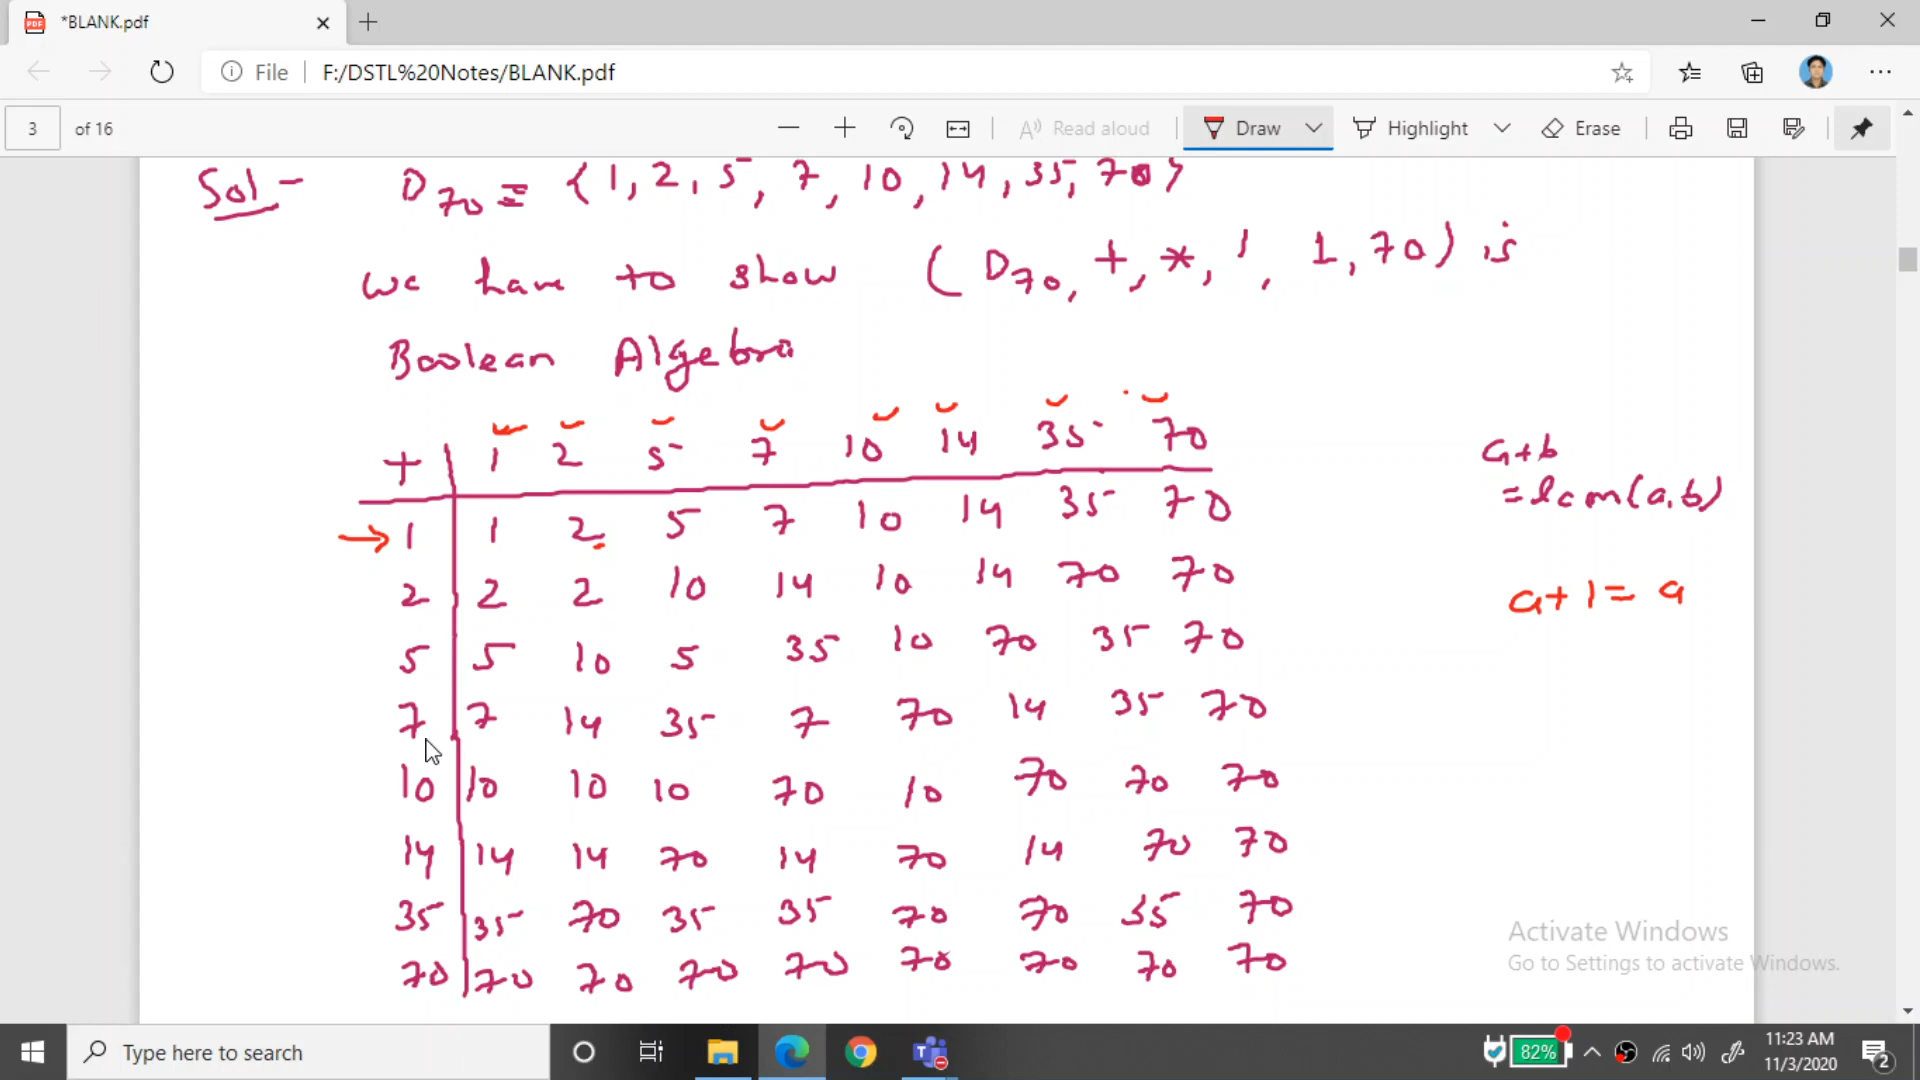 *BLANK.pdf
File F:/DSTL%20Notes/BLANK.pdf
3 of 16 Read aloud Draw Highlight Erase
Sol- D70 = {1, 2, 5, 7, 10, 14, 35, 70}
We have to show (D70, +, *, ', 1, 70) is
Boolean Algebra
+ 1 2 5 7 10 14 35 70
1 1 2 5 7 10 14 35 70
2 2 2 10 14 10 14 70 70
5 5 10 5 35 10 70 35 70
7 7 14 35 7 70 14 35 70
10 10 10 10 70 10 70 70 70
14 14 14 70 14 70 14 70 70
35 35 70 35 35 70 70 35 70
70 70 70 70 70 70 70 70 70
a+b
= lcm(a,b)
a+1= a
Activate Windows
Go to Settings to activate Windows.
Type here to search
82%
11:23 AM
11/3/2020
2